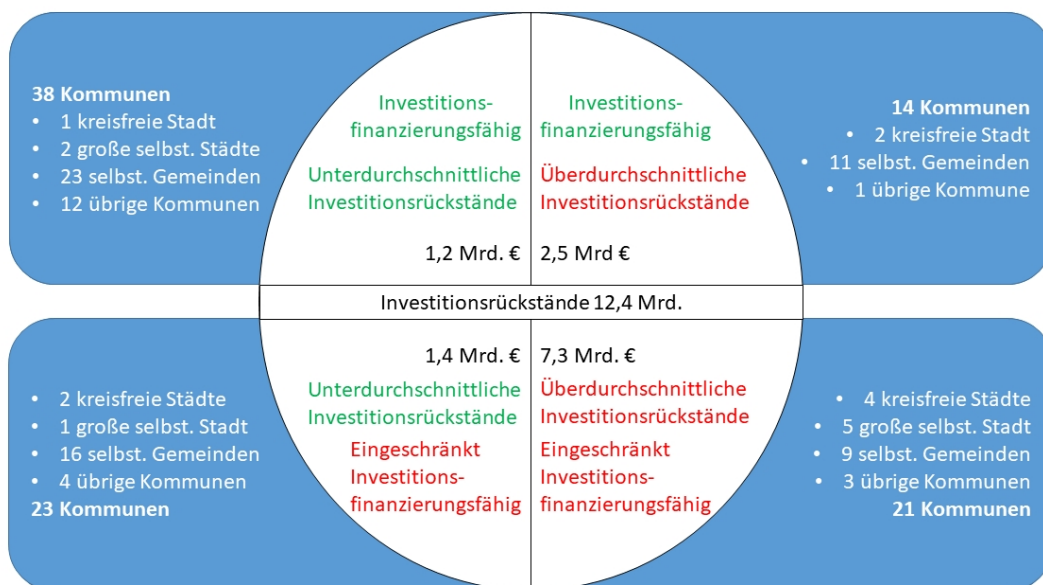 38 Kommunen
• 1 kreisfreie Stadt
• 2 große selbst. Städte
• 23 selbst. Gemeinden
• 12 übrige Kommunen
Investitions-
finanzierungsfähig
Unterdurchschnittliche
Investitionsrückstände
1,2 Mrd. €
Investitions-
finanzierungsfähig
Überdurchschnittliche
Investitionsrückstände
2,5 Mrd €
14 Kommunen
• 2 kreisfreie Stadt
• 11 selbst. Gemeinden
• 1 übrige Kommune
Investitionsrückstände 12,4 Mrd.
• 2 kreisfreie Städte
• 1 große selbst. Stadt
• 16 selbst. Gemeinden
• 4 übrige Kommunen
23 Kommunen
1,4 Mrd. €
Unterdurchschnittliche
Investitionsrückstände
Eingeschränkt
Investitions-
finanzierungsfähig
7,3 Mrd. €
Überdurchschnittliche
Investitionsrückstände
Eingeschränkt
Investitions-
finanzierungsfähig
• 4 kreisfreie Städte
• 5 große selbst. Stadt
• 9 selbst. Gemeinden
• 3 übrige Kommunen
21 Kommunen